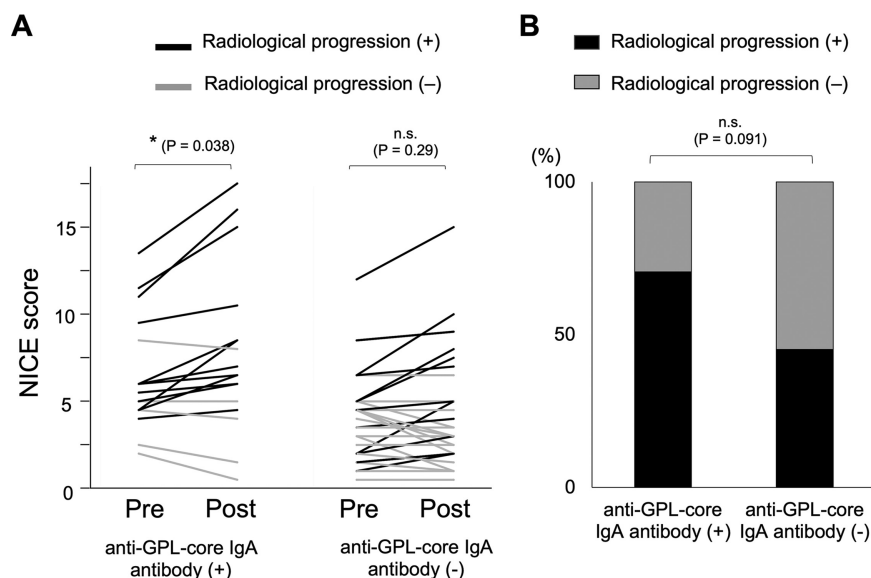 A
Radiological progression (+)
Radiological progression (–)
* (P = 0.038)
n.s.
(P = 0.29)
NICE score
15
10
5
0
Pre
Post
Pre
Post
anti-GPL-core IgA
antibody (+)
anti-GPL-core IgA
antibody (-)
B
Radiological progression (+)
Radiological progression (–)
n.s.
(P = 0.091)
(%)
100
50
0
anti-GPL-core
IgA antibody (+)
anti-GPL-core
IgA antibody (-)